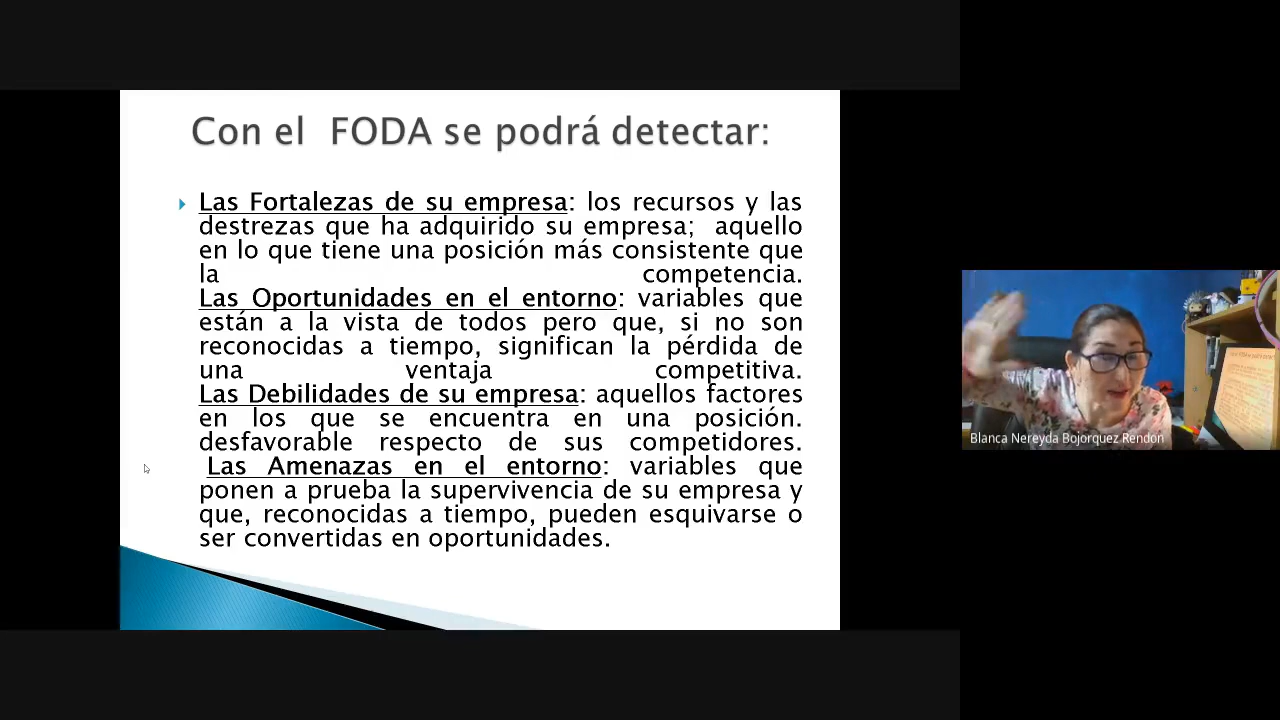 Con el  FODA se podrá detectar:
Las Fortalezas de su empresa: los recursos y las
destrezas que ha adquirido su empresa;  aquello
en lo que tiene una posición más consistente que
la competencia.
Las Oportunidades en el entorno: variables que
están a la vista de todos pero que, si no son
reconocidas a tiempo, significan la pérdida de
una ventaja competitiva.
Las Debilidades de su empresa: aquellos factores
en los que se encuentra en una posición.
desfavorable respecto de sus competidores.
Las Amenazas en el entorno: variables que
ponen a prueba la supervivencia de su empresa y
que, reconocidas a tiempo, pueden esquivarse o
ser convertidas en oportunidades.
Blanca Nereyda Bojorquez Rendon